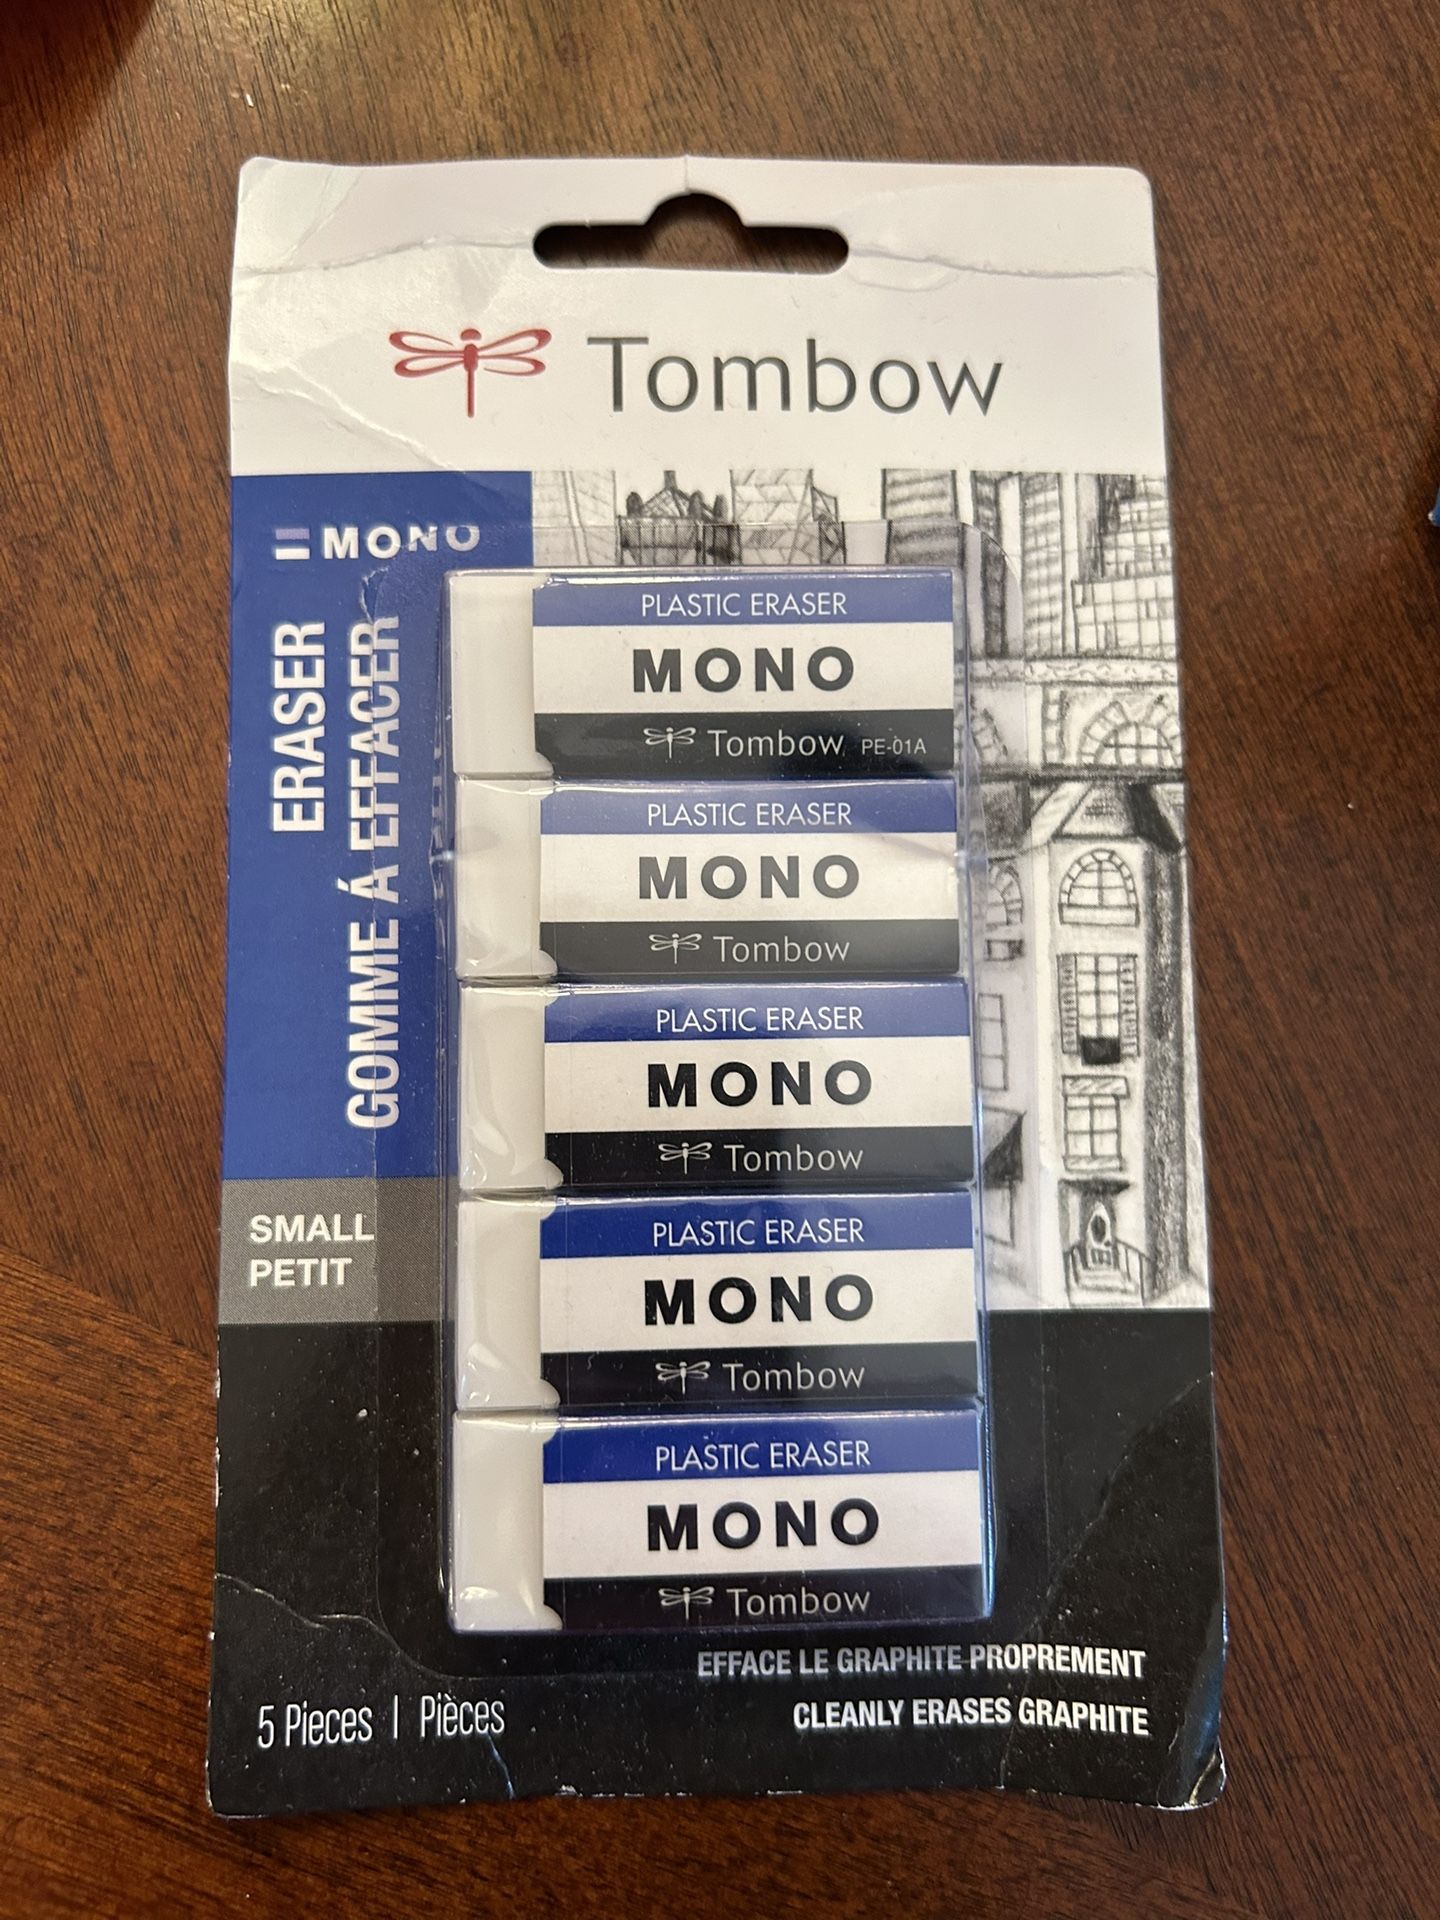 Tombow
MONO
ERASER
GOMME Á EFFACER
SMALL
PETIT
PLASTIC ERASER
MONO
Tombow PE-01A
PLASTIC ERASER
MONO
Tombow
PLASTIC ERASER
MONO
Tombow
PLASTIC ERASER
MONO
Tombow
PLASTIC ERASER
MONO
Tombow
EFFACE LE GRAPHITE PROPREMENT
CLEANLY ERASES GRAPHITE
5 Pieces | Pièces